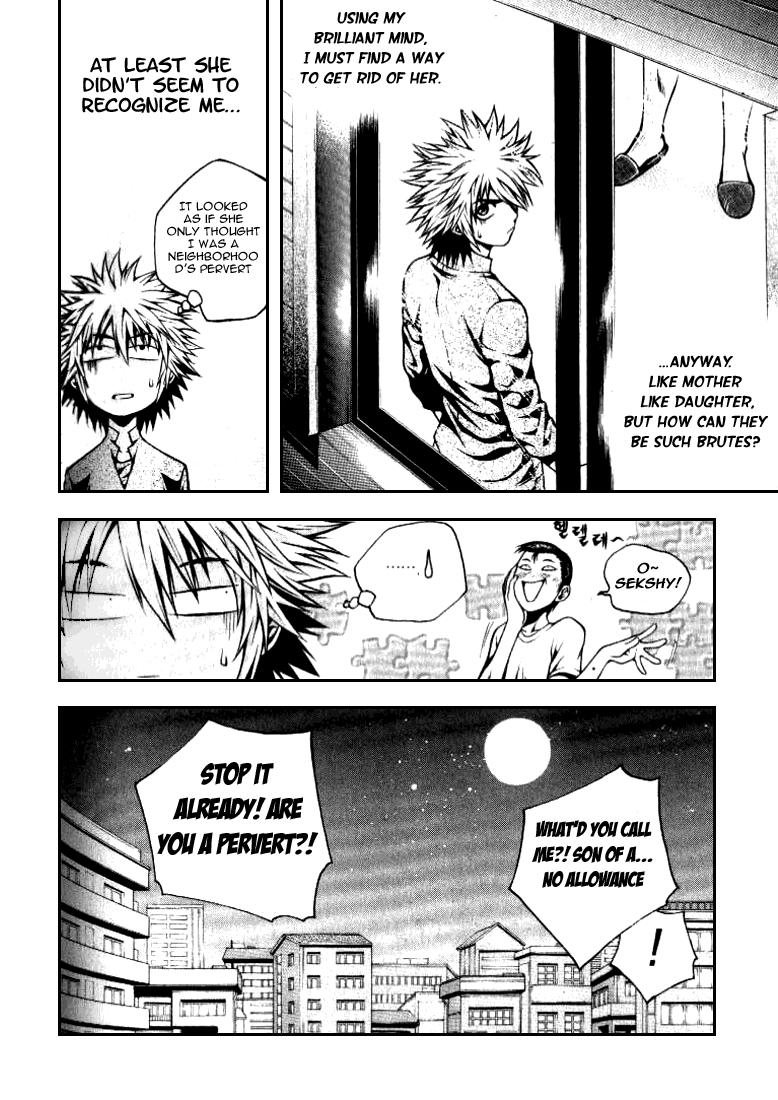 AT LEAST SHE
DIDN'T SEEM TO
RECOGNIZE ME...
IT LOOKED
AS IF SHE
ONLY THOUGHT
I WAS A
NEIGHBORHOO
D'S PERVERT
USING MY
BRILLIANT MIND,
I MUST FIND A WAY
TO GET RID OF HER.
...ANYWAY.
LIKE MOTHER
LIKE DAUGHTER,
BUT HOW CAN THEY
BE SUCH BRUTES?
......
헬렐레~
O~
SEKSHY!
STOP IT
ALREADY! ARE
YOU A PERVERT?!
WHAT'D YOU CALL
ME?! SON OF A...
NO ALLOWANCE
!